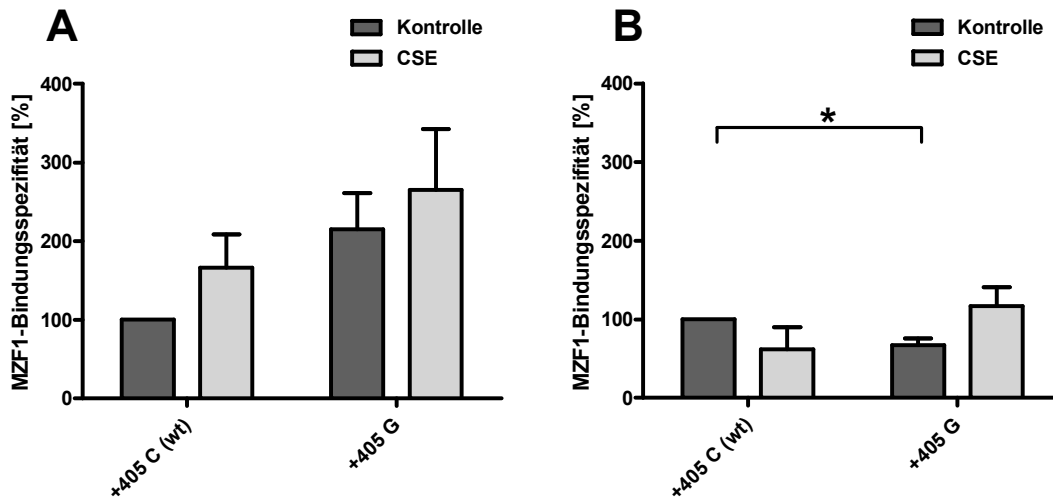 A
Kontrolle
CSE
MZF1-Bindungsspezifität [%]
400
300
200
100
0
+405 C (wt)
+405 G
B
Kontrolle
CSE
MZF1-Bindungsspezifität [%]
400
300
200
100
0
*
+405 C (wt)
+405 G